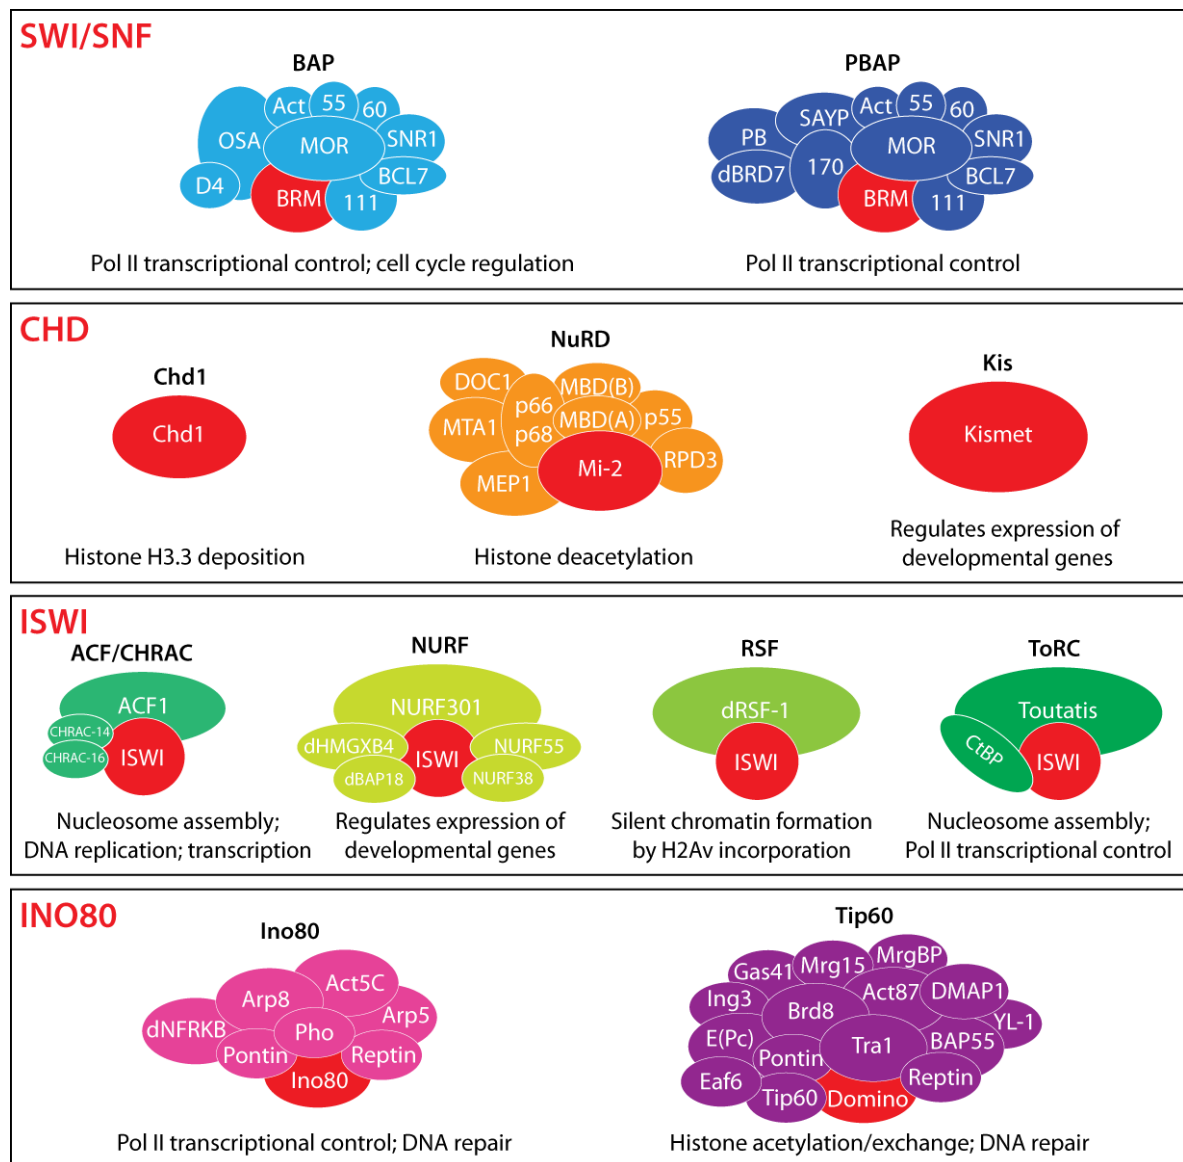 SWI/SNF
BAP
Act
55
60
OSA
MOR
SNR1
D4
BRM
111
BCL7
Pol II transcriptional control; cell cycle regulation
PBAP
PB
SAYP
Act
55
60
dBRD7
170
MOR
SNR1
BRM
111
BCL7
Pol II transcriptional control
CHD
Chd1
Chd1
Histone H3.3 deposition
NuRD
DOC1
p66
MBD(B)
MTA1
p68
MBD(A)
p55
MEP1
Mi-2
RPD3
Histone deacetylation
Kis
Kismet
Regulates expression of
developmental genes
ISWI
ACF/CHRAC
ACF1
CHRAC-14
CHRAC-16
ISWI
Nucleosome assembly;
DNA replication; transcription
NURF
NURF301
dHMGXB4
ISWI
NURF55
dBAP18
NURF38
Regulates expression of
developmental genes
RSF
dRSF-1
ISWI
Silent chromatin formation
by H2Av incorporation
ToRC
Toutatis
CtBP
ISWI
Nucleosome assembly;
Pol II transcriptional control
INO80
Ino80
Arp8
Act5C
dNFRKB
Pho
Arp5
Pontin
Reptin
Ino80
Pol II transcriptional control; DNA repair
Tip60
Gas41
Mrg15
MrgBP
Ing3
Brd8
Act87
DMAP1
YL-1
E(Pc)
Pontin
Tra1
BAP55
Eaf6
Tip60
Domino
Reptin
Histone acetylation/exchange; DNA repair